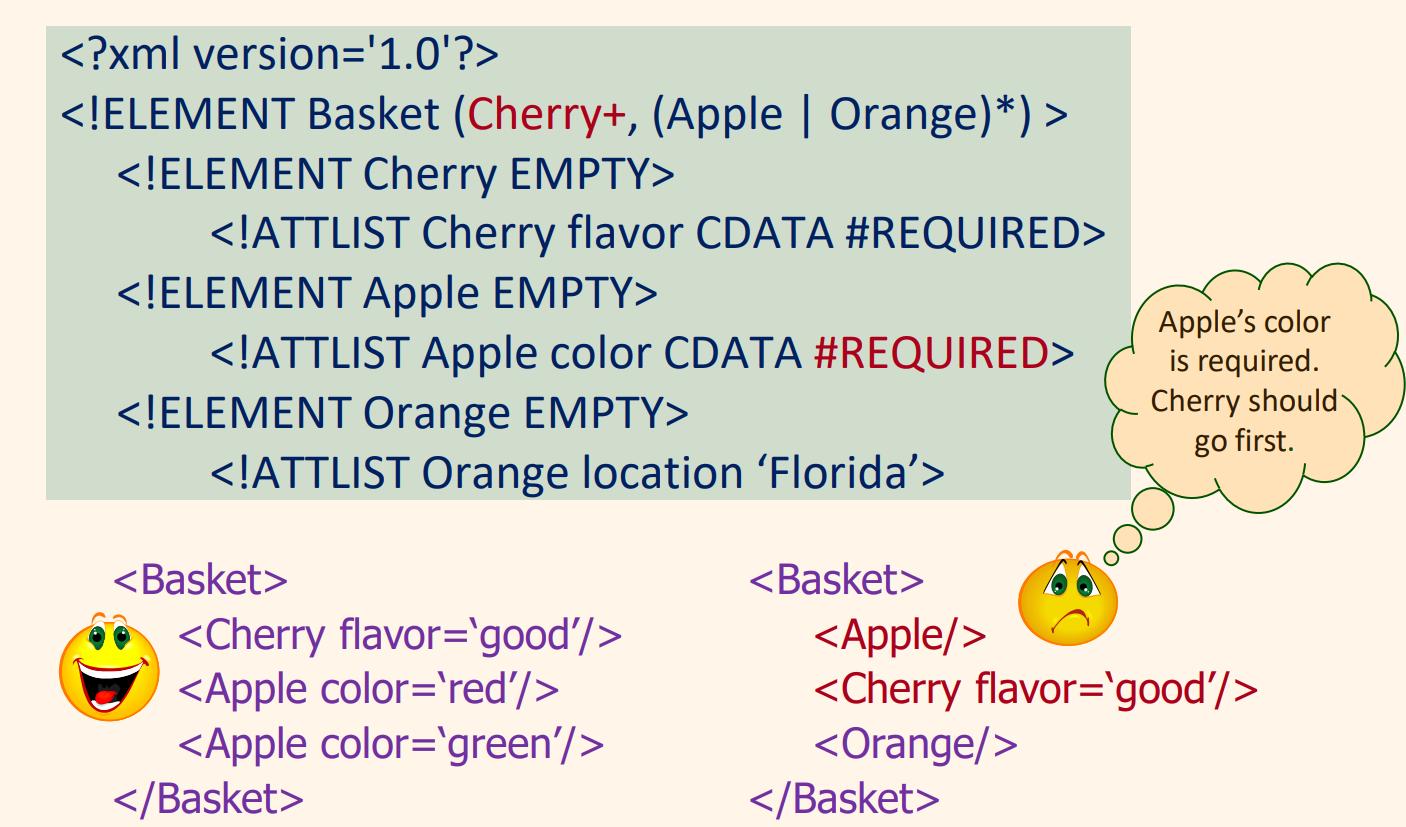 <?xml version='1.0'?>
<!ELEMENT Basket (Cherry+, (Apple | Orange)*) >
<!ELEMENT Cherry EMPTY>
<!ATTLIST Cherry flavor CDATA #REQUIRED>
<!ELEMENT Apple EMPTY>
<!ATTLIST Apple color CDATA #REQUIRED>
<!ELEMENT Orange EMPTY>
<!ATTLIST Orange location ‘Florida’>
Apple’s color
is required.
Cherry should
go first.
<Basket>
<Cherry flavor=‘good’/>
<Apple color=‘red’/>
<Apple color=‘green’/>
</Basket>
<Basket>
<Apple/>
<Cherry flavor=‘good’/>
<Orange/>
</Basket>